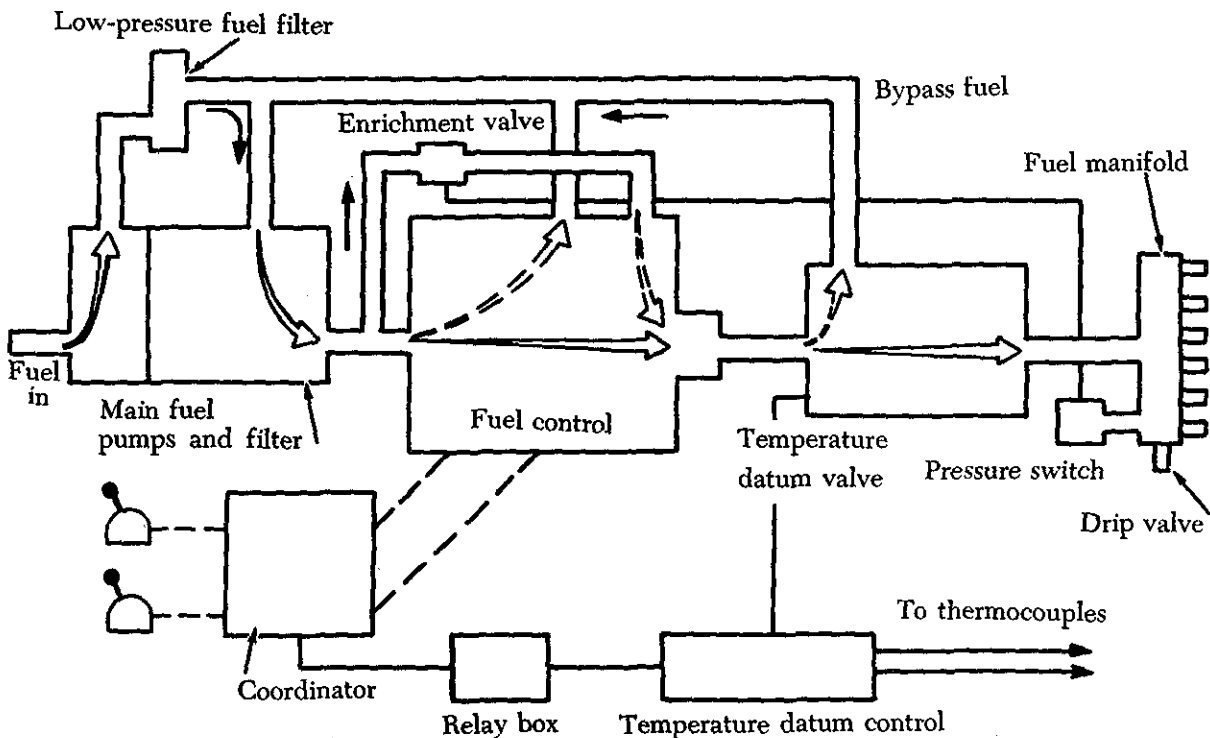 Low-pressure fuel filter
Bypass fuel
Enrichment valve
Fuel manifold
Fuel
in
Main fuel
pumps and filter
Fuel control
Temperature
datum valve
Pressure switch
Drip valve
To thermocouples
Coordinator
Relay box
Temperature datum control